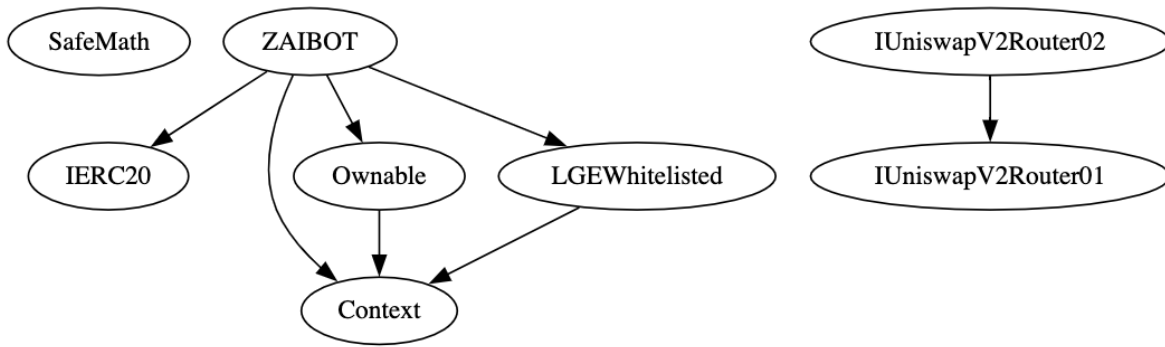 SafeMath
ZAIBOT
IUniswapV2Router02
IERC20
Ownable
LGEWhitelisted
IUniswapV2Router01
Context